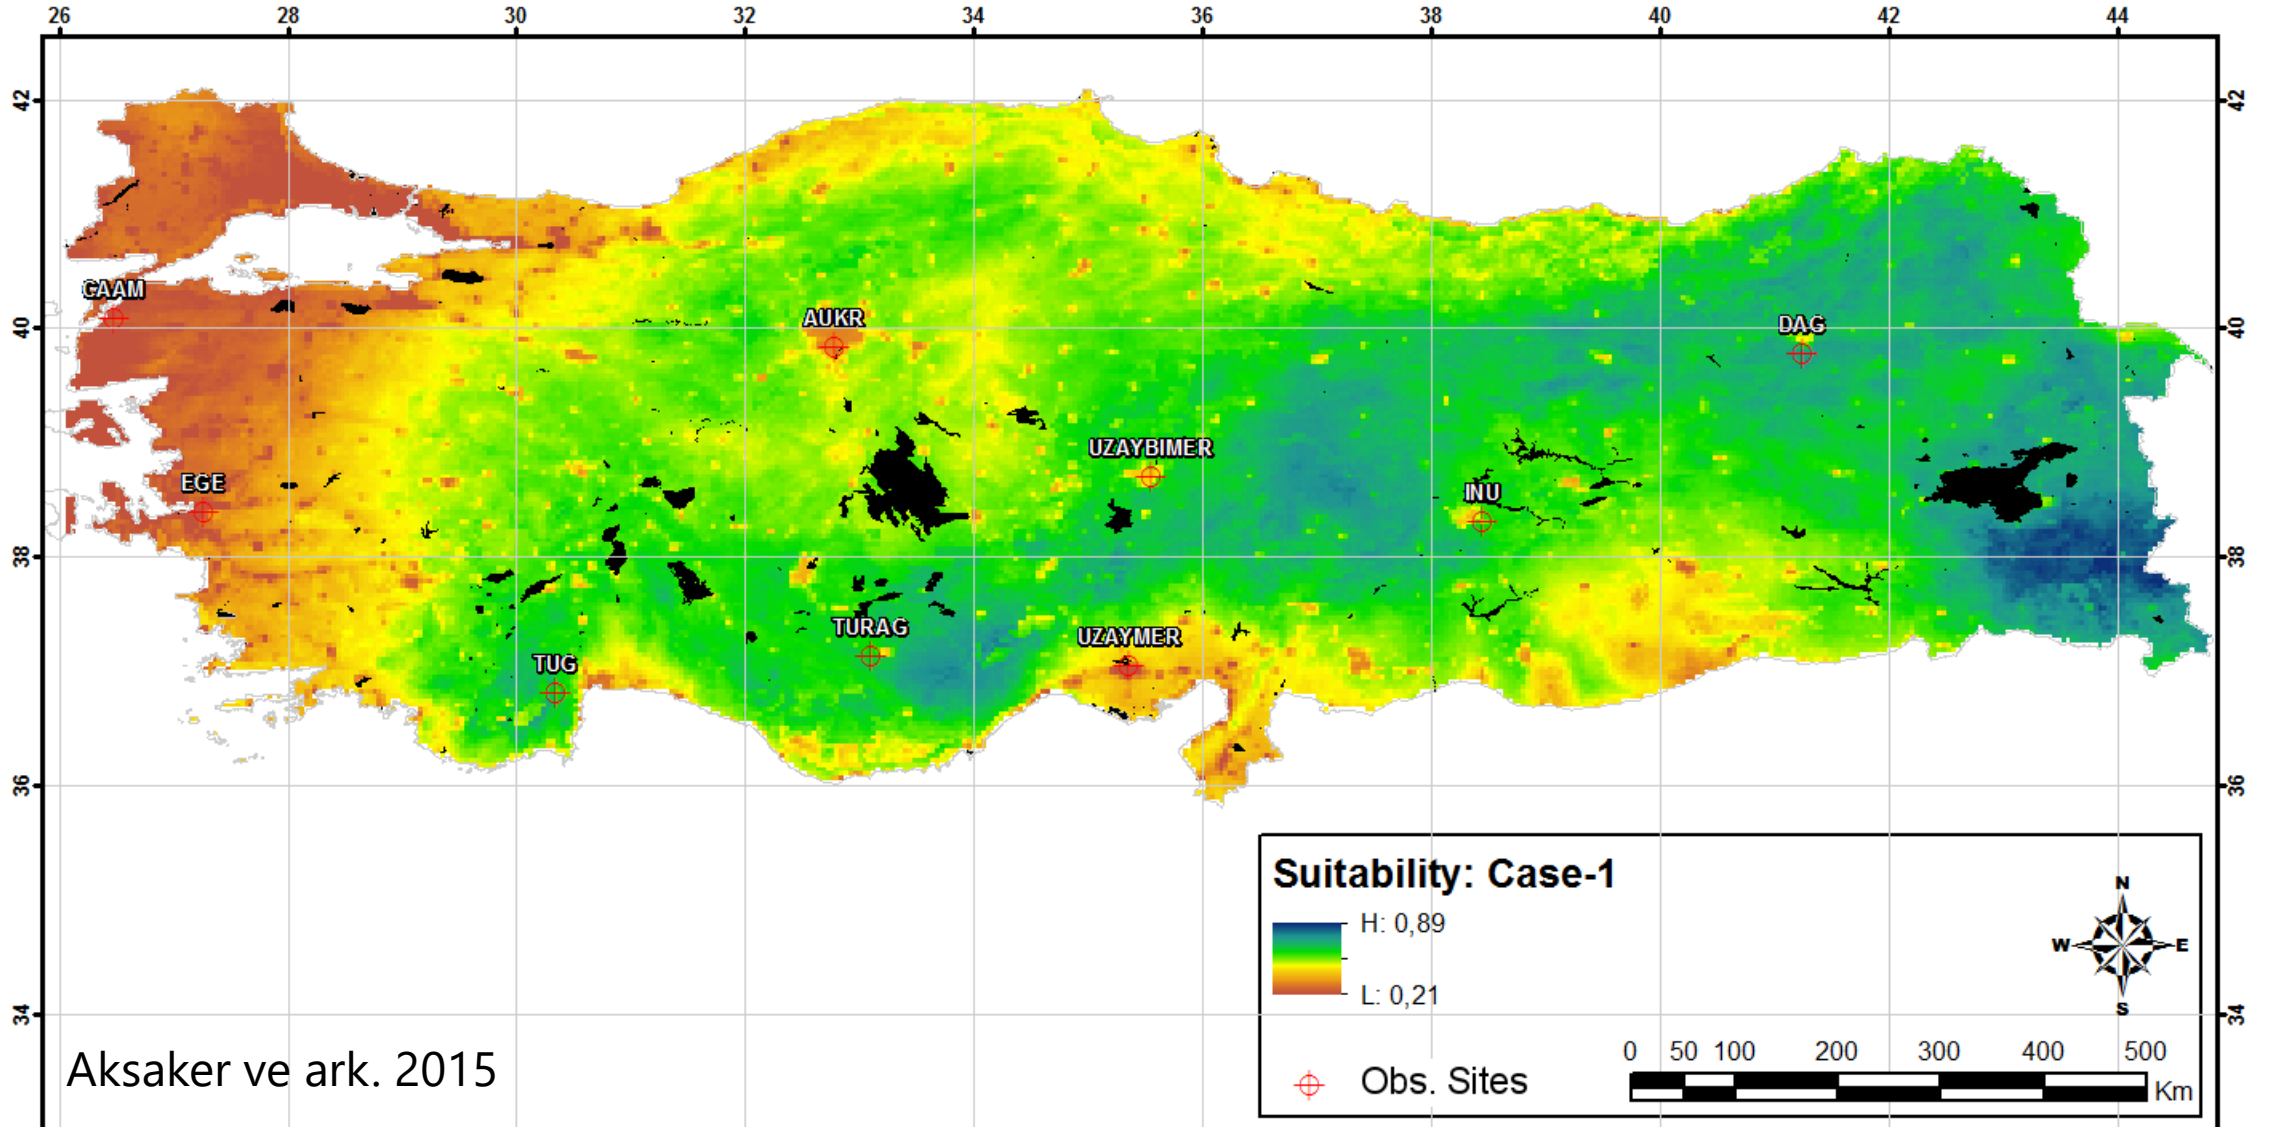 26 28 30 32 34 36 38 40 42 44
42 42
ÇAAM
AUKR
DAG
40 40
UZAYBIMER
EGE
INU
38 38
TURAG
UZAYMER
TUG
36 36
Suitability: Case-1
H: 0,89
L: 0,21
N
W E
S
34 34
0 50 100 200 300 400 500
Km
Obs. Sites
Aksaker ve ark. 2015